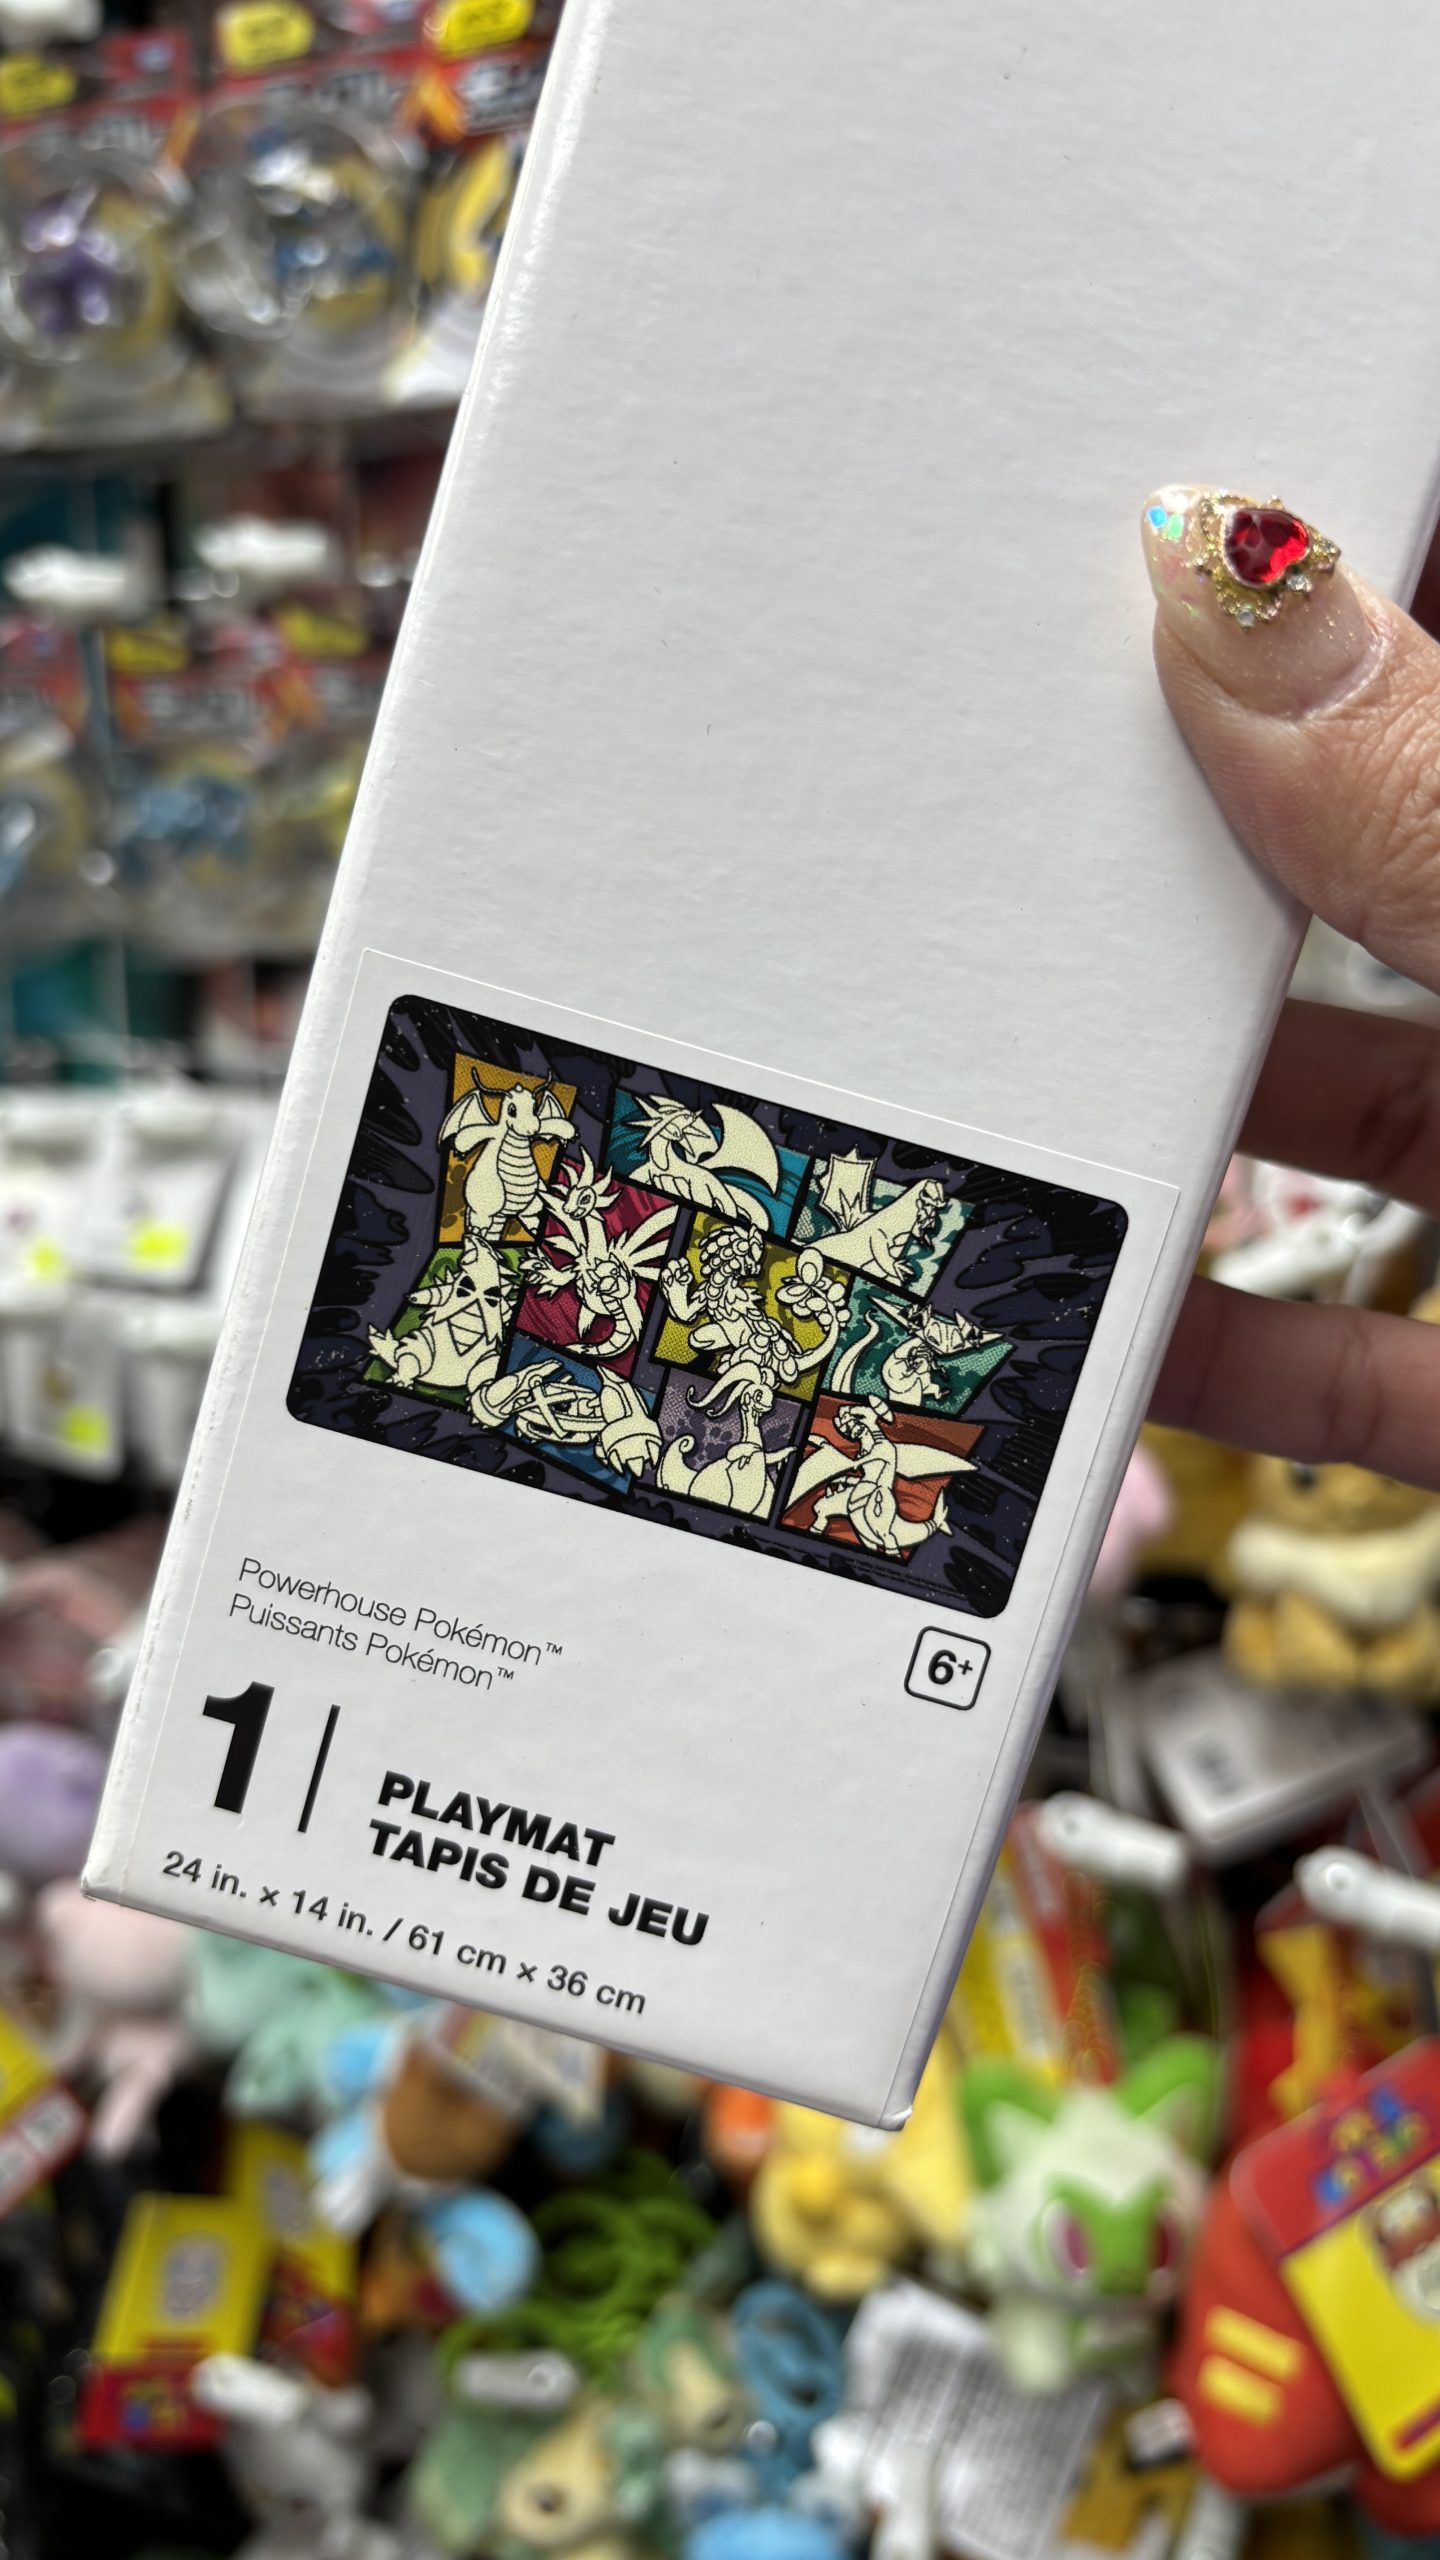 Powerhouse Pokémon™
Puissants Pokémon™
6+
1 | PLAYMAT
TAPIS DE JEU
24 in. x 14 in. / 61 cm x 36 cm